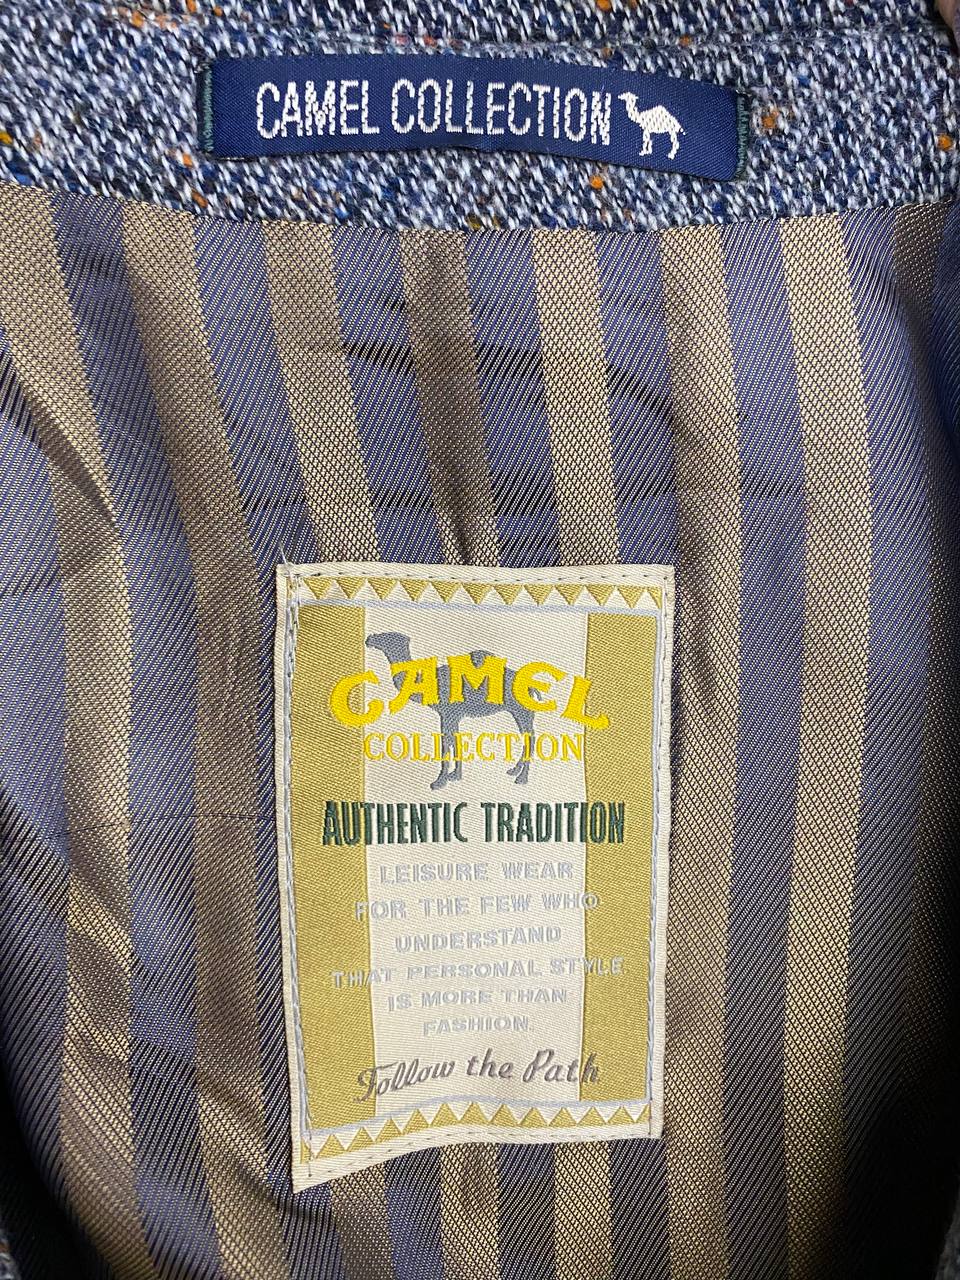 CAMEL COLLECTION
CAMEL
COLLECTION
AUTHENTIC TRADITION
LEISURE WEAR
FOR THE FEW WHO
UNDERSTAND
THAT PERSONAL STYLE
IS MORE THAN
FASHION.
Follow the Path